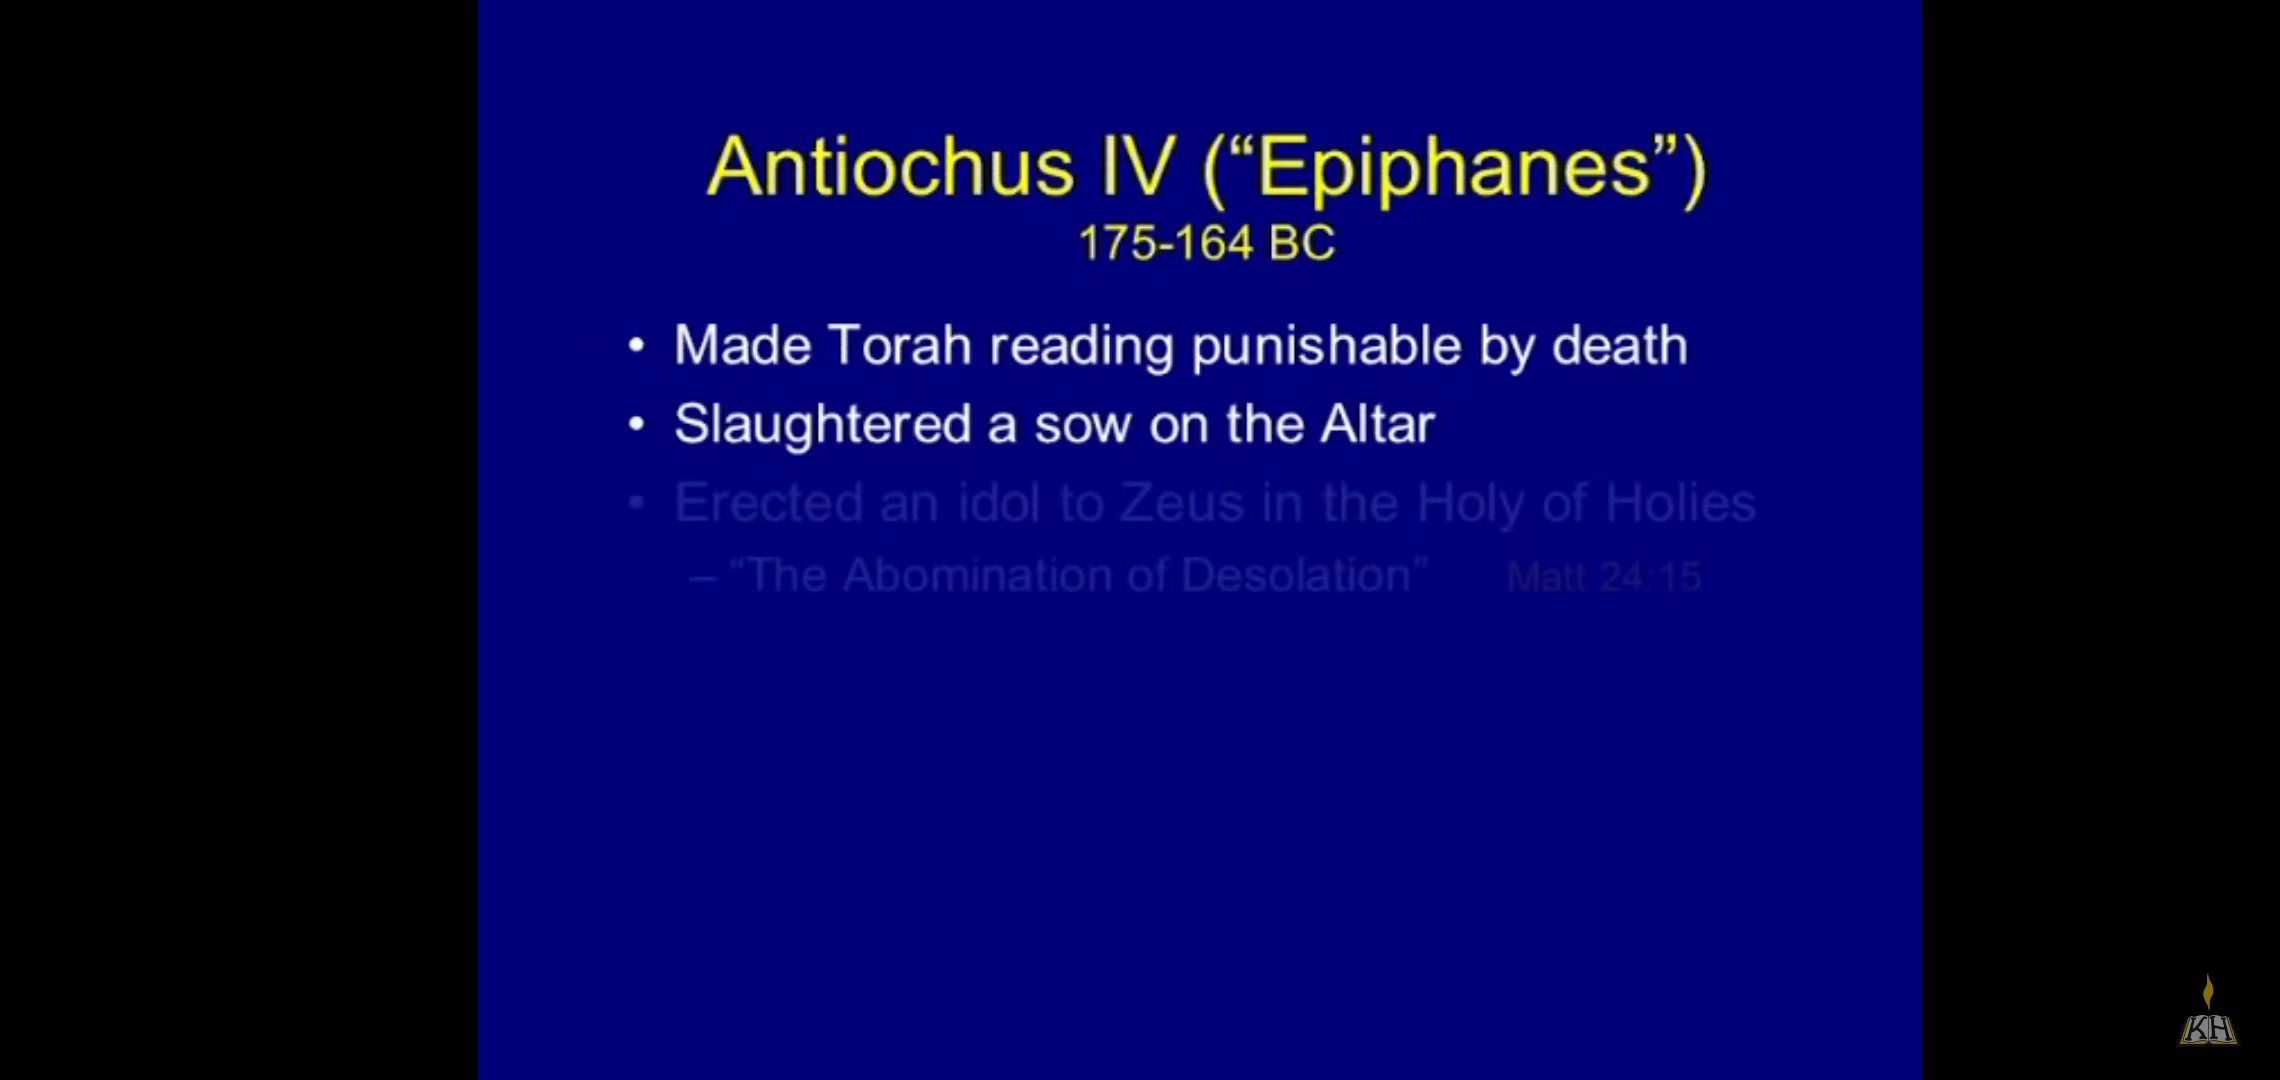 Antiochus IV (“Epiphanes”)
175-164 BC
• Made Torah reading punishable by death
• Slaughtered a sow on the Altar
• Erected an idol to Zeus in the Holy of Holies
– “The Abomination of Desolation” Matt 24:15
KH